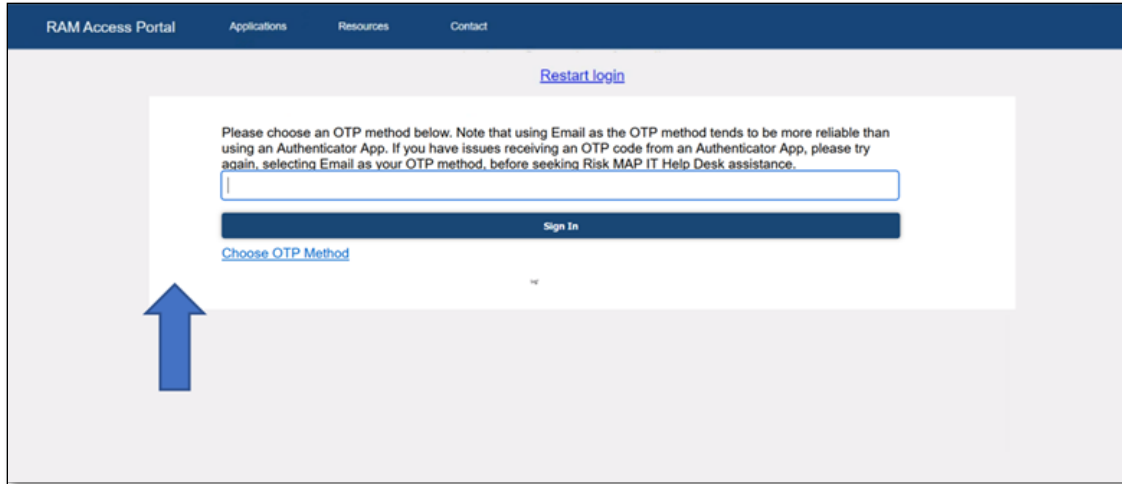 RAM Access Portal Applications Resources Contact
Restart login
Please choose an OTP method below. Note that using Email as the OTP method tends to be more reliable than
using an Authenticator App. If you have issues receiving an OTP code from an Authenticator App, please try
again, selecting Email as your OTP method, before seeking Risk MAP IT Help Desk assistance.
Sign In
Choose OTP Method